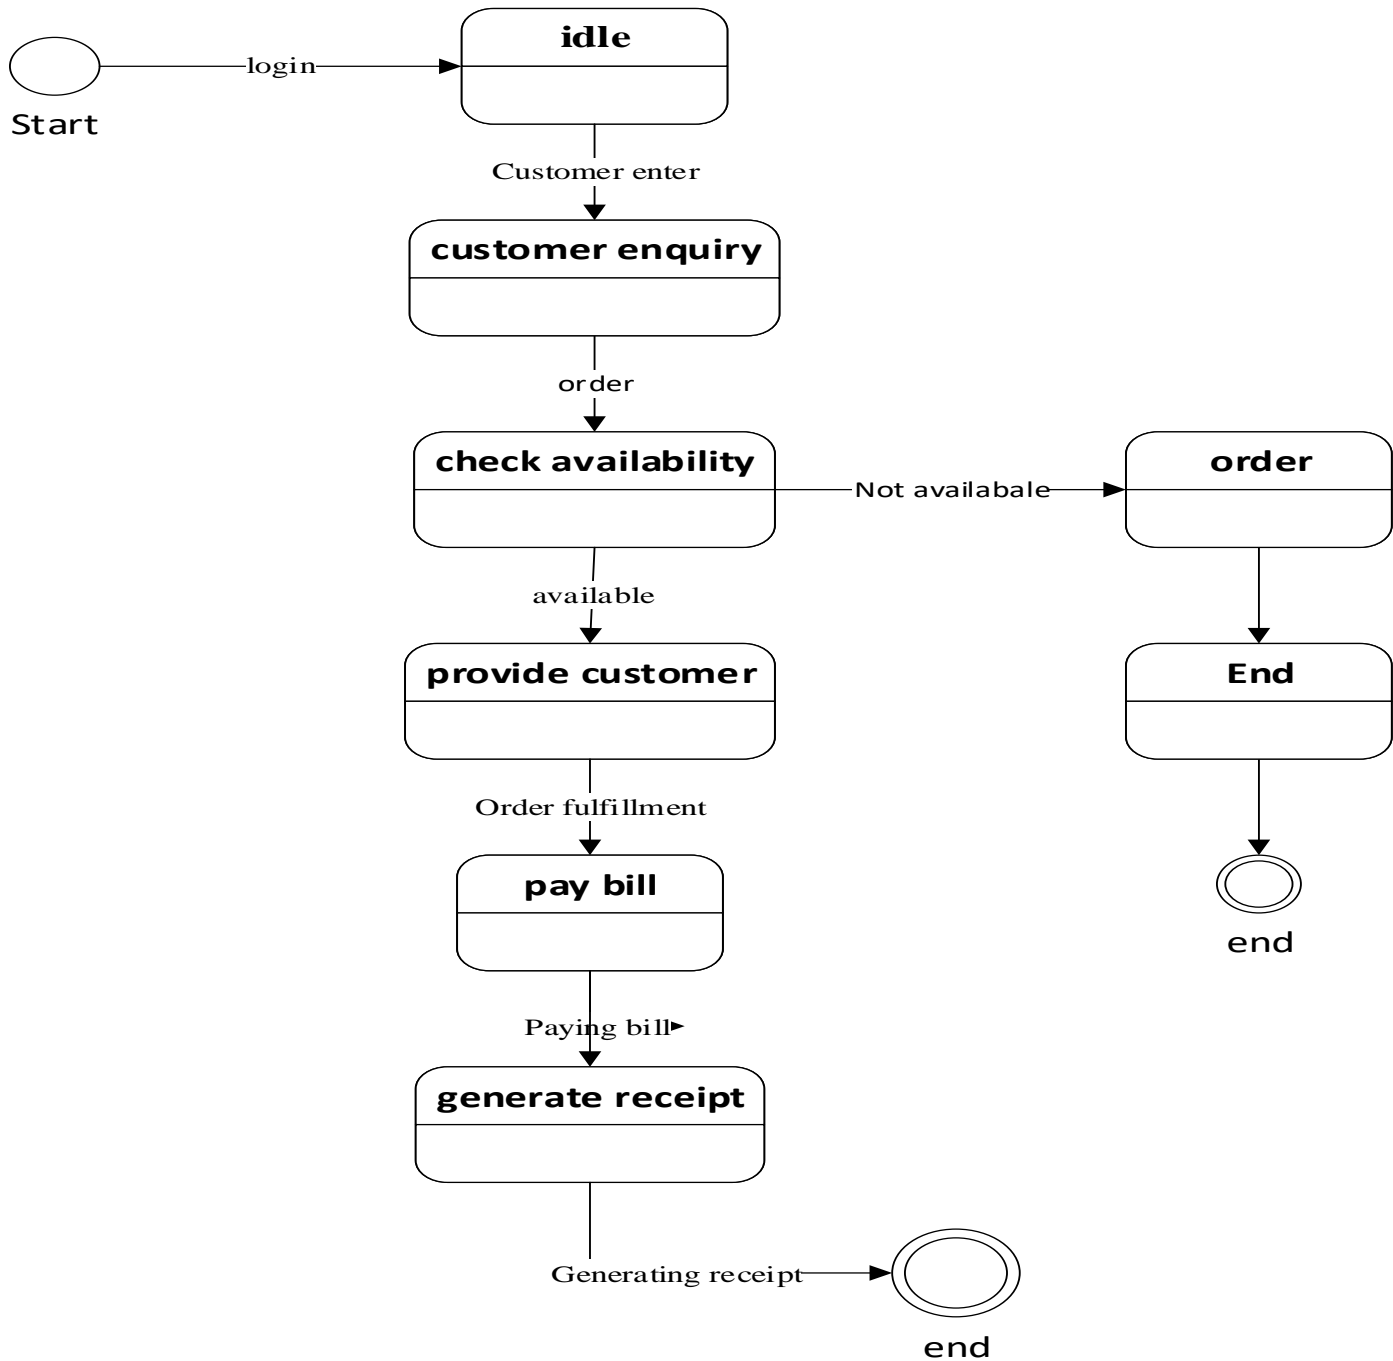 idle
login
Start
Customer enter
customer enquiry
order
check availability
order
Not availabale
available
provide customer
End
Order fulfillment
pay bill
end
Paying bill
generate receipt
Generating receipt
end